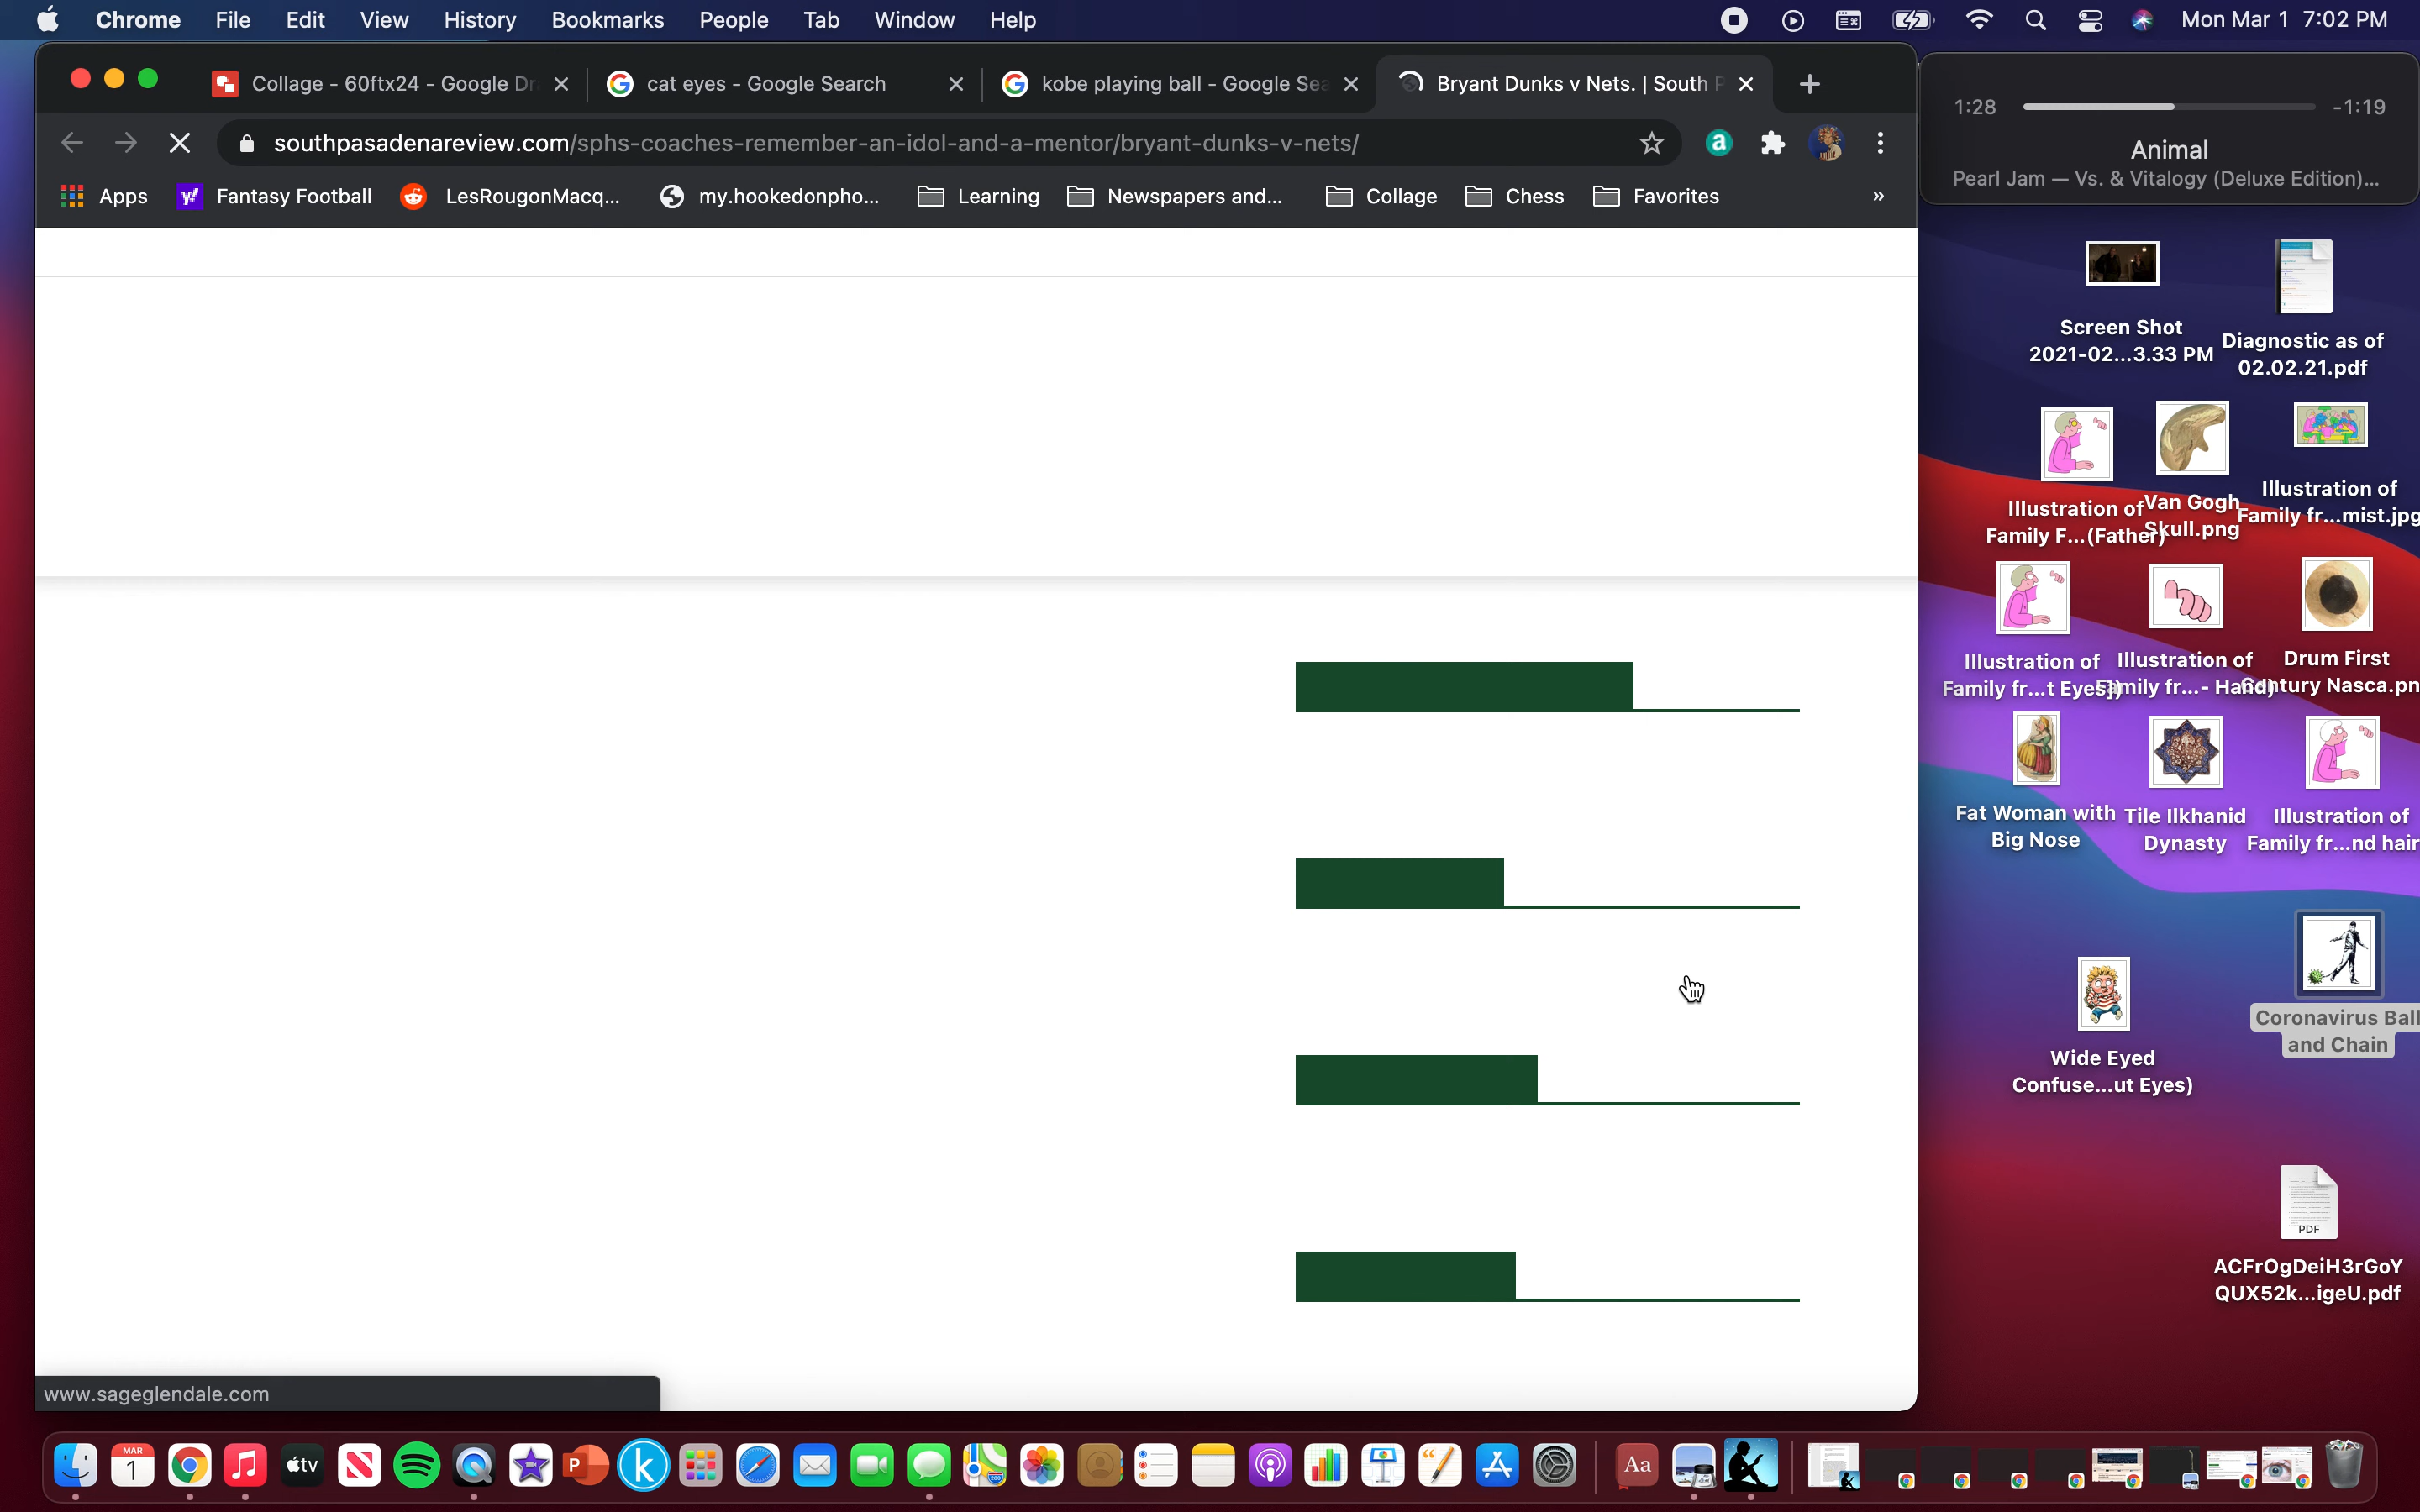 Chrome File Edit View History Bookmarks People Tab Window Help Mon Mar 1 7:02 PM
Collage - 60ftx24 - Google Dr cat eyes - Google Search kobe playing ball - Google Sea Bryant Dunks v Nets. | South P
southpasadenareview.com/sphs-coaches-remember-an-idol-and-a-mentor/bryant-dunks-v-nets/
Apps Fantasy Football LesRougonMacq... my.hookedonpho... Learning Newspapers and... Collage Chess Favorites »
1:28 -1:19
Animal
Pearl Jam — Vs. & Vitalogy (Deluxe Edition)...
Screen Shot
2021-02...3.33 PM
Diagnostic as of
02.02.21.pdf
Illustration of
Family F...(Father)
Van Gogh
Skull.png
Illustration of
Family fr...mist.jpg
Illustration of
Family fr...t Eyes])
Illustration of
Family fr...- Hand)
Drum First
Century Nasca.pn
Fat Woman with
Big Nose
Tile Ilkhanid
Dynasty
Illustration of
Family fr...nd hair
Wide Eyed
Confuse...ut Eyes)
Coronavirus Ball
and Chain
PDF
ACFrOgDeiH3rGoY
QUX52k...igeU.pdf
www.sageglendale.com
MAR
1
tv
P
k
280
Aa